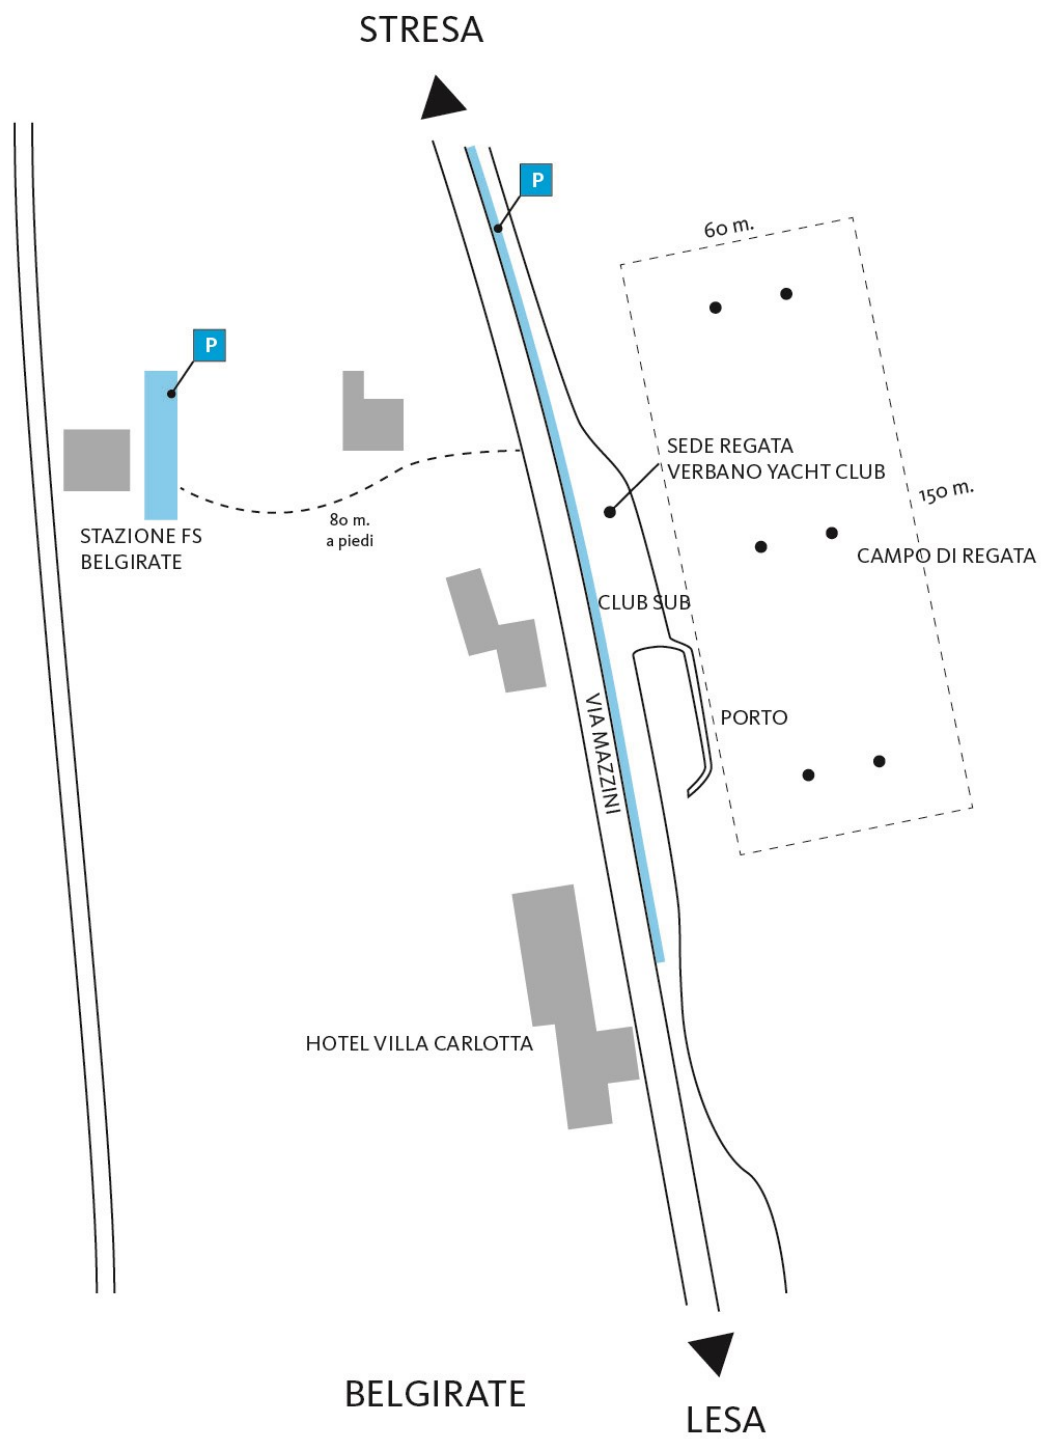 STRESA
P
60 m.
P
SEDE REGATA
VERBANO YACHT CLUB
150 m.
80 m.
a piedi
STAZIONE FS
BELGIRATE
CAMPO DI REGATA
CLUB SUB
PORTO
VIA MAZZINI
HOTEL VILLA CARLOTTA
BELGIRATE
LESA